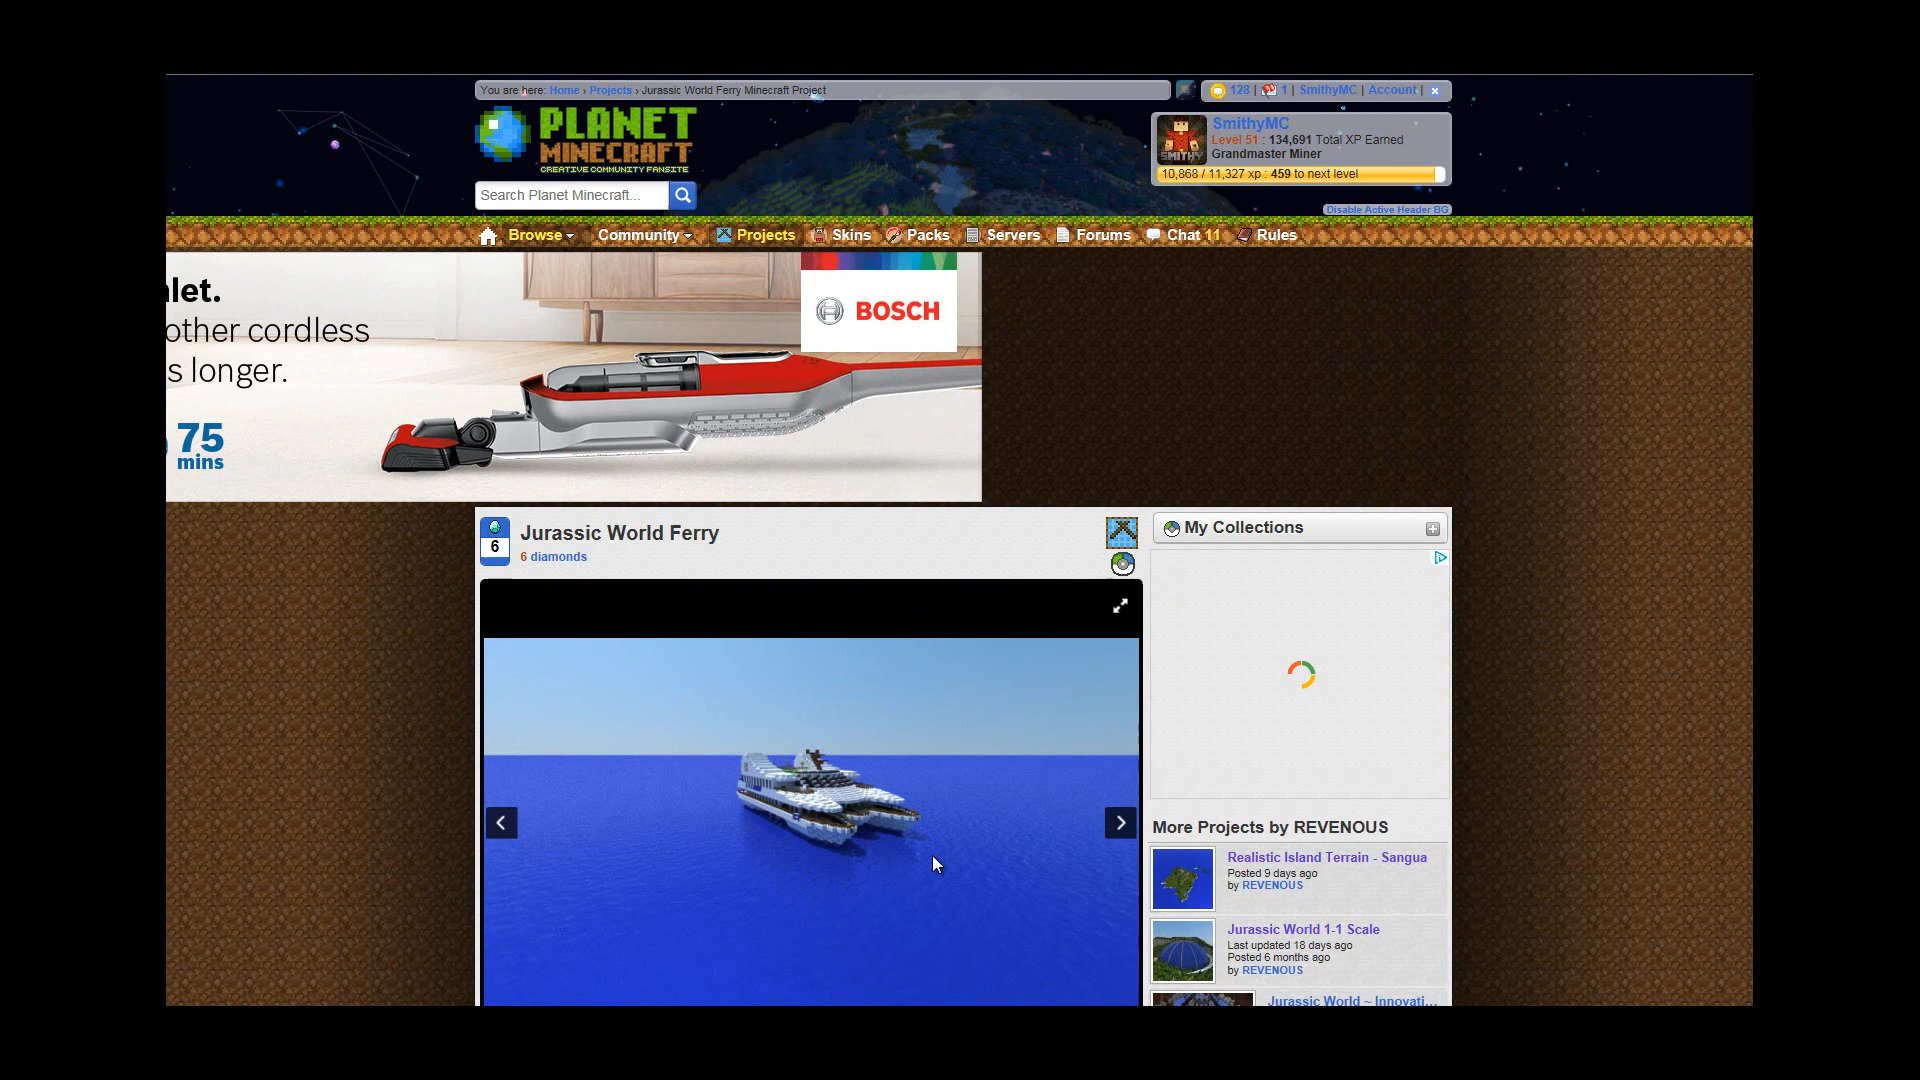 You are here: Home › Projects › Jurassic World Ferry Minecraft Project
128 | 1 | SmithyMC | Account |
PLANET
MINECRAFT
CREATIVE COMMUNITY FANSITE
SmithyMC
Level 51 : 134,691 Total XP Earned
Grandmaster Miner
SMITHY
10,868 / 11,327 xp : 459 to next level
Search Planet Minecraft...
Disable Active Header BG
Browse Community Projects Skins Packs Servers Forums Chat 11 Rules
let.
other cordless
s longer.
75
mins
BOSCH
6
Jurassic World Ferry
6 diamonds
My Collections
More Projects by REVENOUS
Realistic Island Terrain - Sangua
Posted 9 days ago
by REVENOUS
Jurassic World 1-1 Scale
Last updated 18 days ago
Posted 6 months ago
by REVENOUS
Jurassic World ~ Innovati...